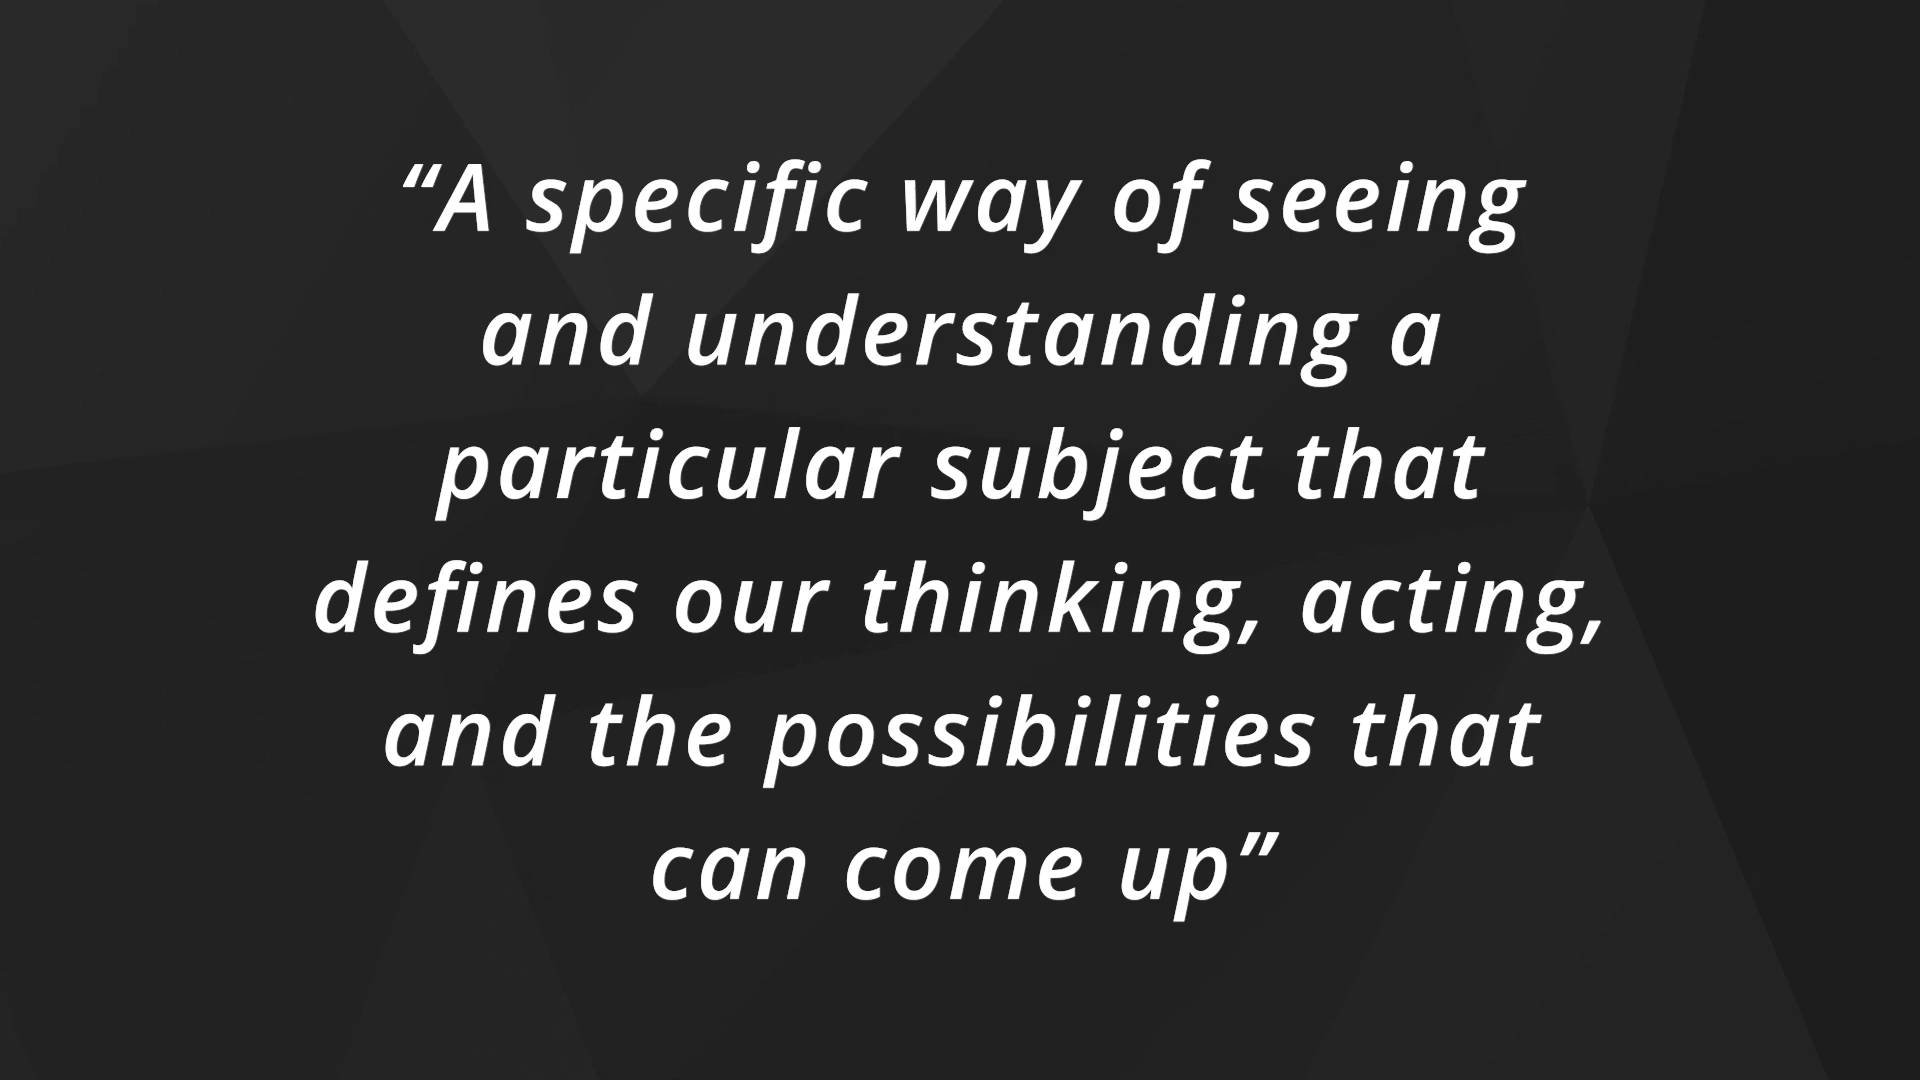 “A specific way of seeing
and understanding a
particular subject that
defines our thinking, acting,
and the possibilities that
can come up”